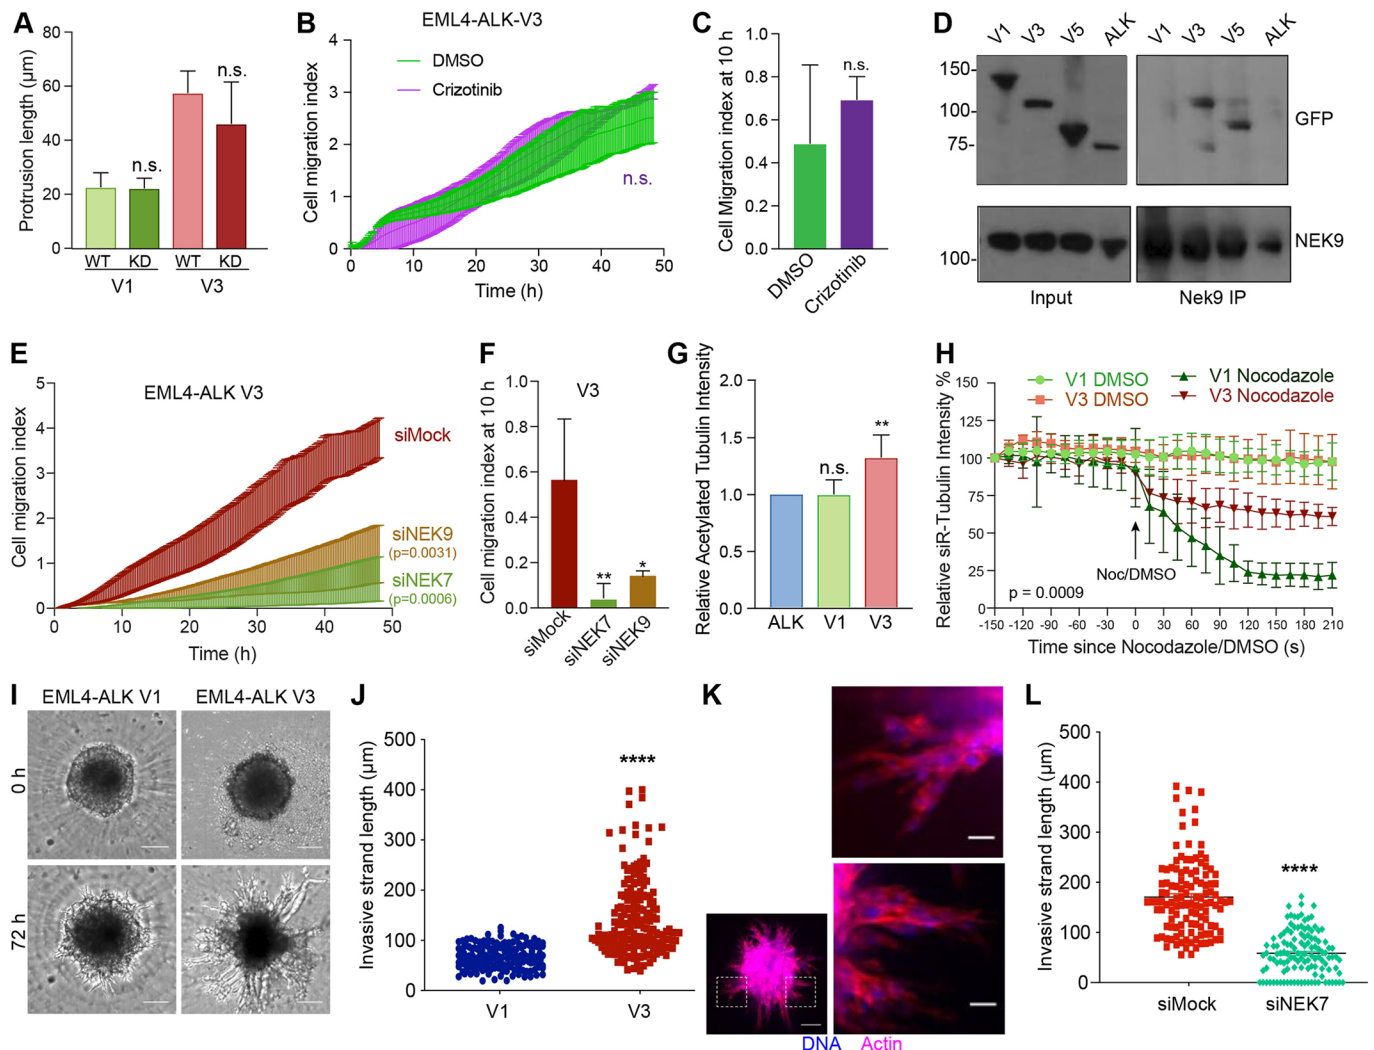 A
Protrusion length (µm)
80
60
40
20
0
n.s.
n.s.
WT KD WT KD
V1 V3
B
EML4-ALK-V3
DMSO
Crizotinib
Cell migration index
4
3
2
1
0
n.s.
0 10 20 30 40 50
Time (h)
C
Cell Migration index at 10 h
1.0
0.8
0.6
0.4
0.2
0.0
n.s.
DMSO
Crizotinib
D
V1 V3 V5 ALK V1 V3 V5 ALK
150-
100-
75-
GFP
100-
NEK9
Input Nek9 IP
E
EML4-ALK V3
Cell migration index
5
4
3
2
1
0
siMock
siNEK9
(p=0.0031)
siNEK7
(p=0.0006)
0 10 20 30 40 50
Time (h)
F
V3
Cell migration index at 10 h
1.0
0.8
0.6
0.4
0.2
0.0
**
*
siMock
siNEK7
siNEK9
G
Relative Acetylated Tubulin Intensity
2.0
1.5
1.0
0.5
0.0
n.s.
**
ALK V1 V3
H
Relative siR-Tubulin Intensity %
150
125
100
75
50
25
0
V1 DMSO V1 Nocodazole
V3 DMSO V3 Nocodazole
Noc/DMSO
p = 0.0009
-150 -120 -90 -60 -30 0 30 60 90 120 150 180 210
Time since Nocodazole/DMSO (s)
I
EML4-ALK V1 EML4-ALK V3
0 h
72 h
J
Invasive strand length (µm)
500
400
300
200
100
0
****
V1 V3
K
DNA Actin
L
Invasive strand length (µm)
500
400
300
200
100
0
****
siMock siNEK7